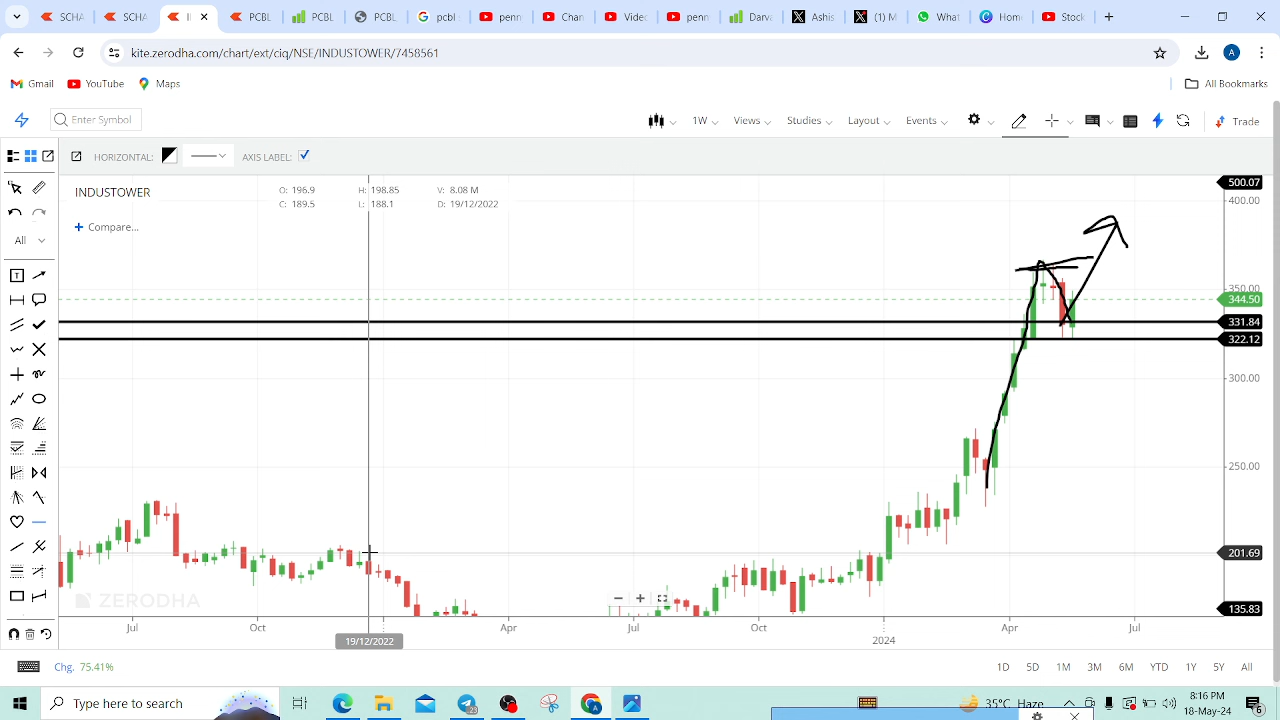 PCBL
PCBL
I
PCBL
PCBL
PCBL
pcbl
penn
Char
Vide
penn
Darva
Ashis
(1) M
What
Hom
Stock
kite.zerodha.com/chart/ext/ciq/NSE/INDUSTOWER/7458561
A
Gmail
YouTube
Maps
All Bookmarks
Enter Symbol
1W
Views
Studies
Layout
Events
Trade
HORIZONTAL:
AXIS LABEL:
INDUSTOWER
O: 196.9 H: 198.85 V: 8.08 M
C: 189.5 L: 188.1 D: 19/12/2022
+ Compare...
All
500.07
400.00
350.00
344.50
331.84
322.12
300.00
250.00
201.69
135.83
ZERODHA
Jul
Oct
Apr
Jul
Oct
2024
Apr
Jul
19/12/2022
Chg. 75.41%
1D 5D 1M 3M 6M YTD 1Y 5Y All
Type here to search
35°C Forecast
8:16 PM
18-May-24